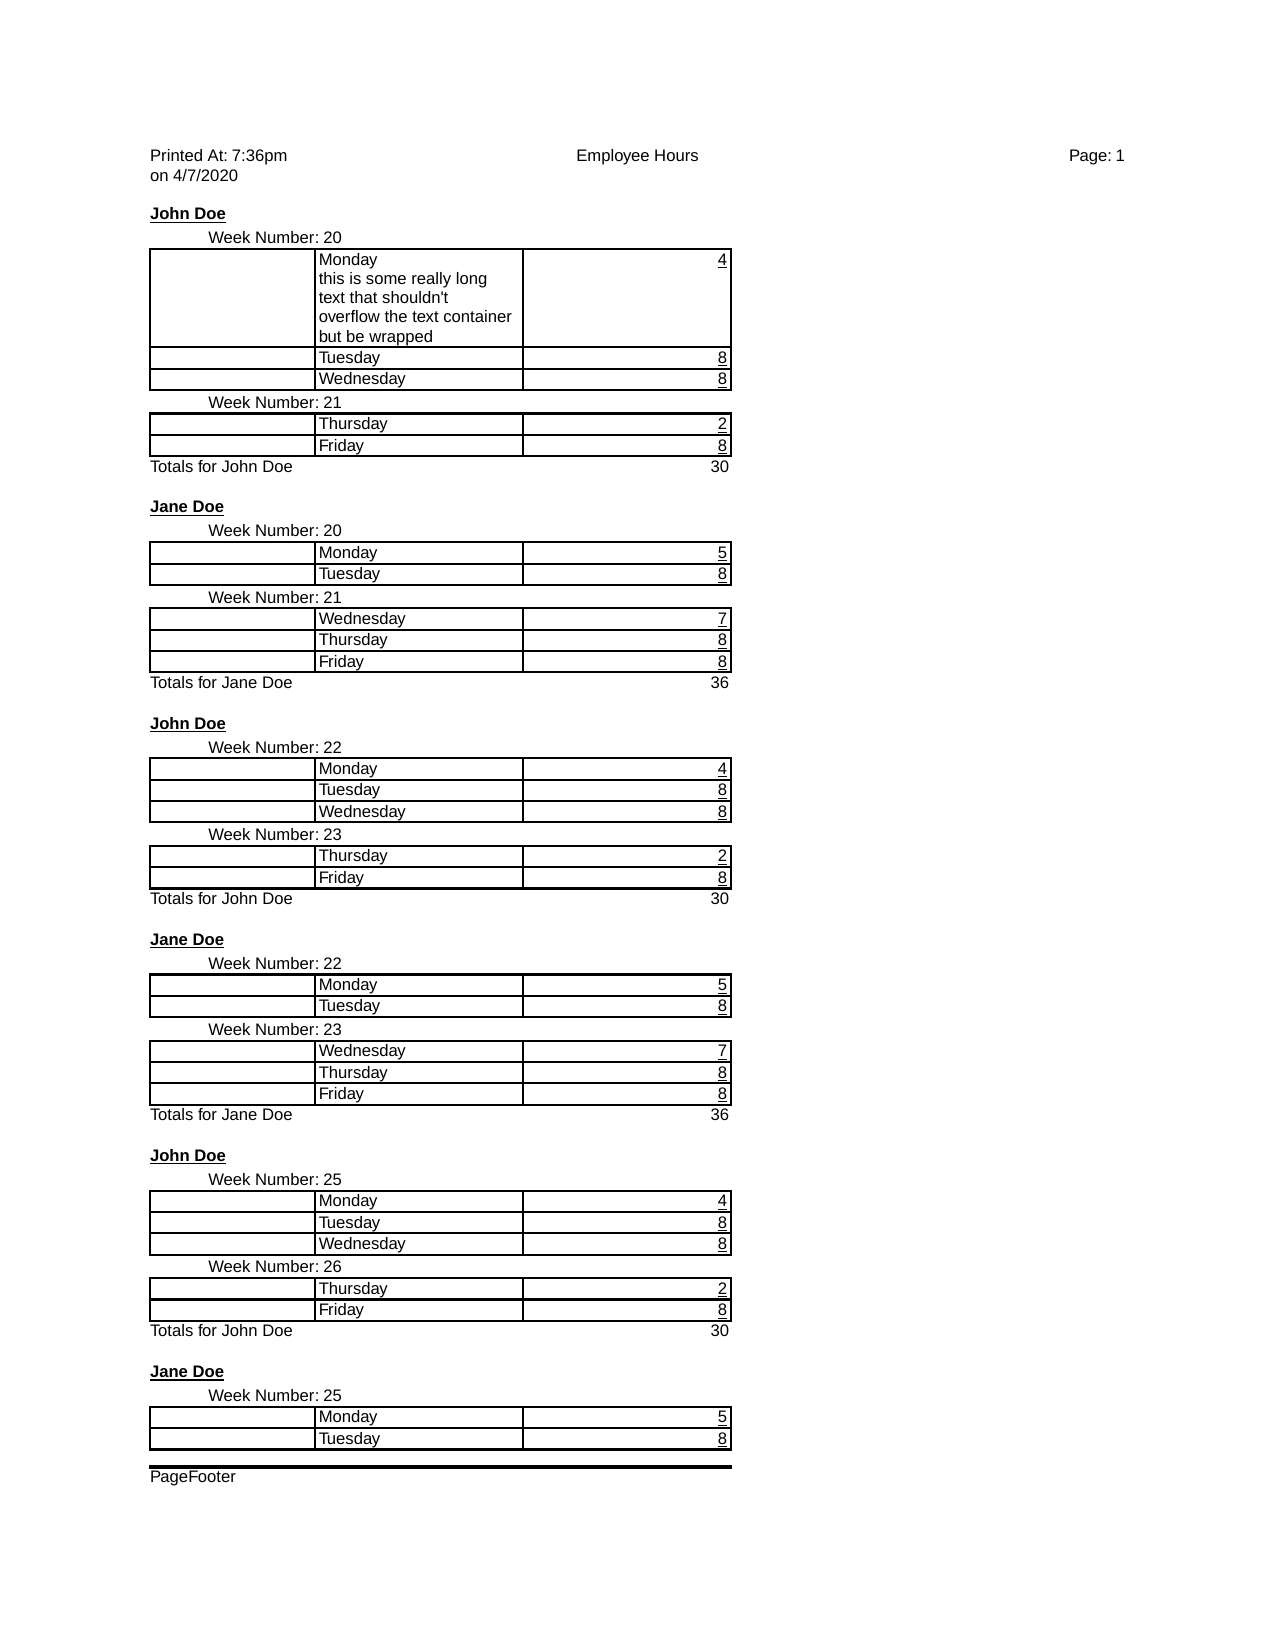 Printed At: 7:36pm Employee Hours Page: 1
on 4/7/2020
John Doe
Week Number: 20
Monday 4
this is some really long
text that shouldn't
overflow the text container
but be wrapped
Tuesday 8
Wednesday 8
Week Number: 21
Thursday 2
Friday 8
Totals for John Doe 30
Jane Doe
Week Number: 20
Monday 5
Tuesday 8
Week Number: 21
Wednesday 7
Thursday 8
Friday 8
Totals for Jane Doe 36
John Doe
Week Number: 22
Monday 4
Tuesday 8
Wednesday 8
Week Number: 23
Thursday 2
Friday 8
Totals for John Doe 30
Jane Doe
Week Number: 22
Monday 5
Tuesday 8
Week Number: 23
Wednesday 7
Thursday 8
Friday 8
Totals for Jane Doe 36
John Doe
Week Number: 25
Monday 4
Tuesday 8
Wednesday 8
Week Number: 26
Thursday 2
Friday 8
Totals for John Doe 30
Jane Doe
Week Number: 25
Monday 5
Tuesday 8
PageFooter